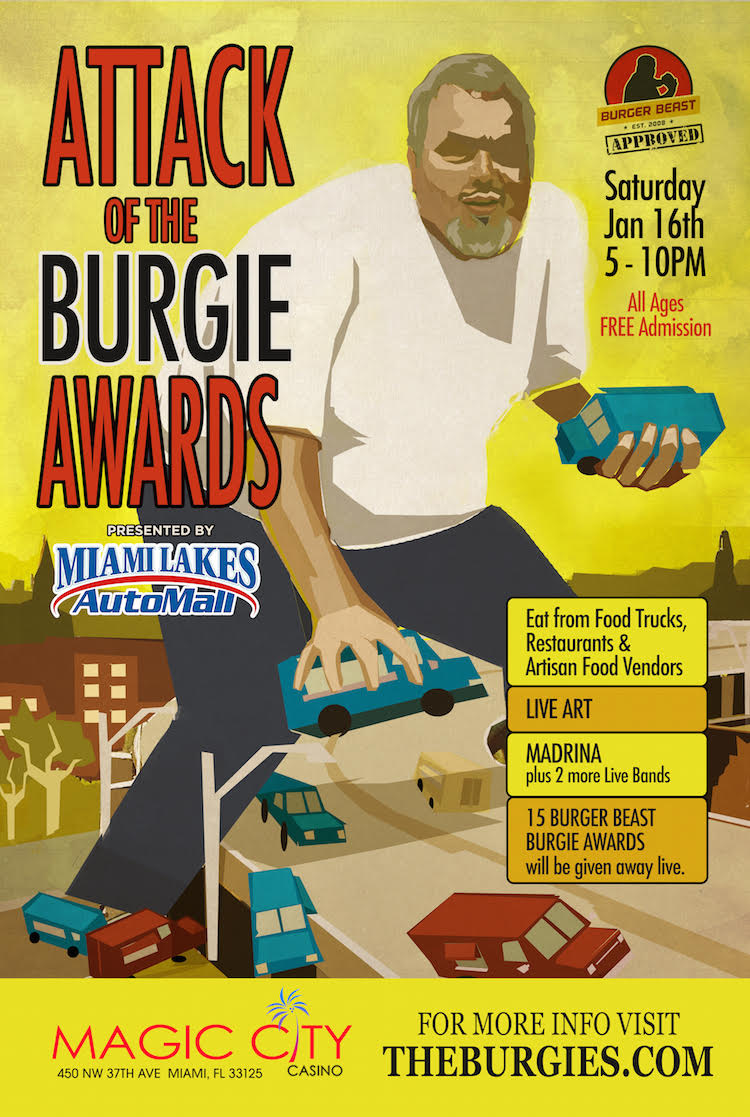 ATTACK
OF THE
BURGIE
AWARDS
PRESENTED BY
MIAMI LAKES
AutoMall
BURGER BEAST
★ EST. 2008 ★
APPROVED
Saturday
Jan 16th
5 - 10PM
All Ages
FREE Admission
Eat from Food Trucks,
Restaurants &
Artisan Food Vendors
LIVE ART
MADRINA
plus 2 more Live Bands
15 BURGER BEAST
BURGIE AWARDS
will be given away live.
MAGIC CITY
CASINO
450 NW 37TH AVE MIAMI, FL 33125
FOR MORE INFO VISIT
THEBURGIES.COM